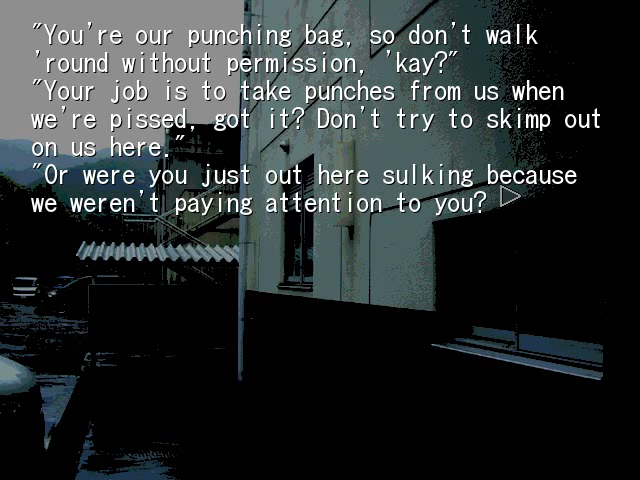 "You're our punching bag, so don't walk
'round without permission, 'kay?"
"Your job is to take punches from us when
we're pissed, got it? Don't try to skimp out
on us here."
"Or were you just out here sulking because
we weren't paying attention to you?